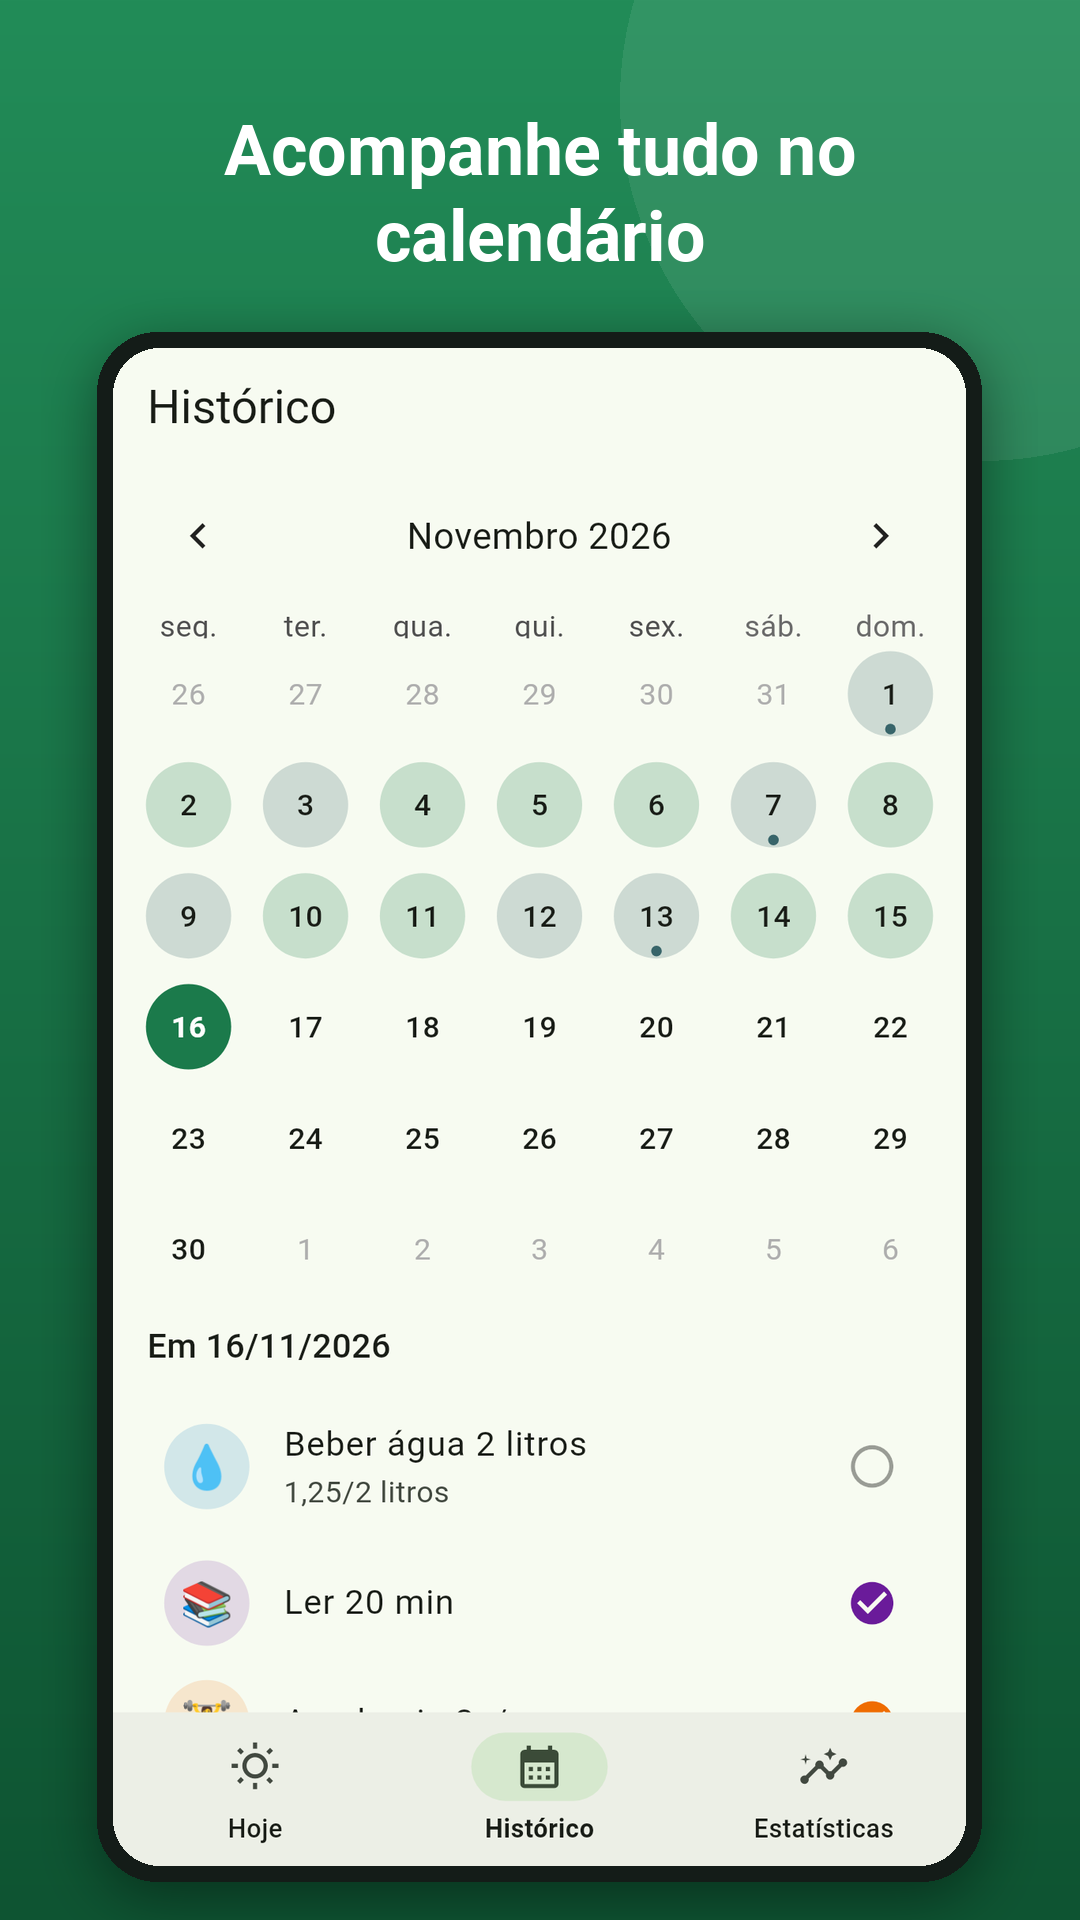 Acompanhe tudo no
calendário
Histórico
Novembro 2026
seg. ter. qua. qui. sex. sáb. dom.
26 27 28 29 30 31 1
2 3 4 5 6 7 8
9 10 11 12 13 14 15
16 17 18 19 20 21 22
23 24 25 26 27 28 29
30 1 2 3 4 5 6
Em 16/11/2026
Beber água 2 litros
1,25/2 litros
Ler 20 min
Hoje Histórico Estatísticas